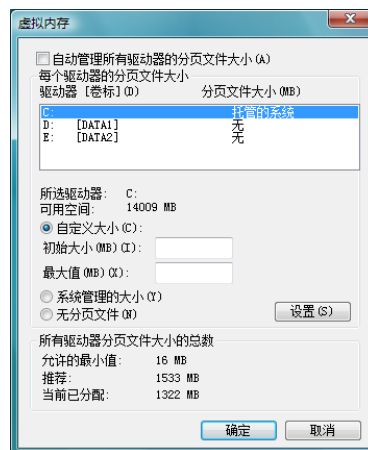 虚拟内存
自动管理所有驱动器的分页文件大小(A)
每个驱动器的分页文件大小
驱动器 [卷标](D) 分页文件大小(MB)
C: 托管的系统
D: [DATA1] 无
E: [DATA2] 无
所选驱动器: C:
可用空间: 14009 MB
自定义大小(C):
初始大小(MB)(I):
最大值(MB)(X):
系统管理的大小(Y)
无分页文件(N) 设置(S)
所有驱动器分页文件大小的总数
允许的最小值: 16 MB
推荐: 1533 MB
当前已分配: 1322 MB
确定 取消